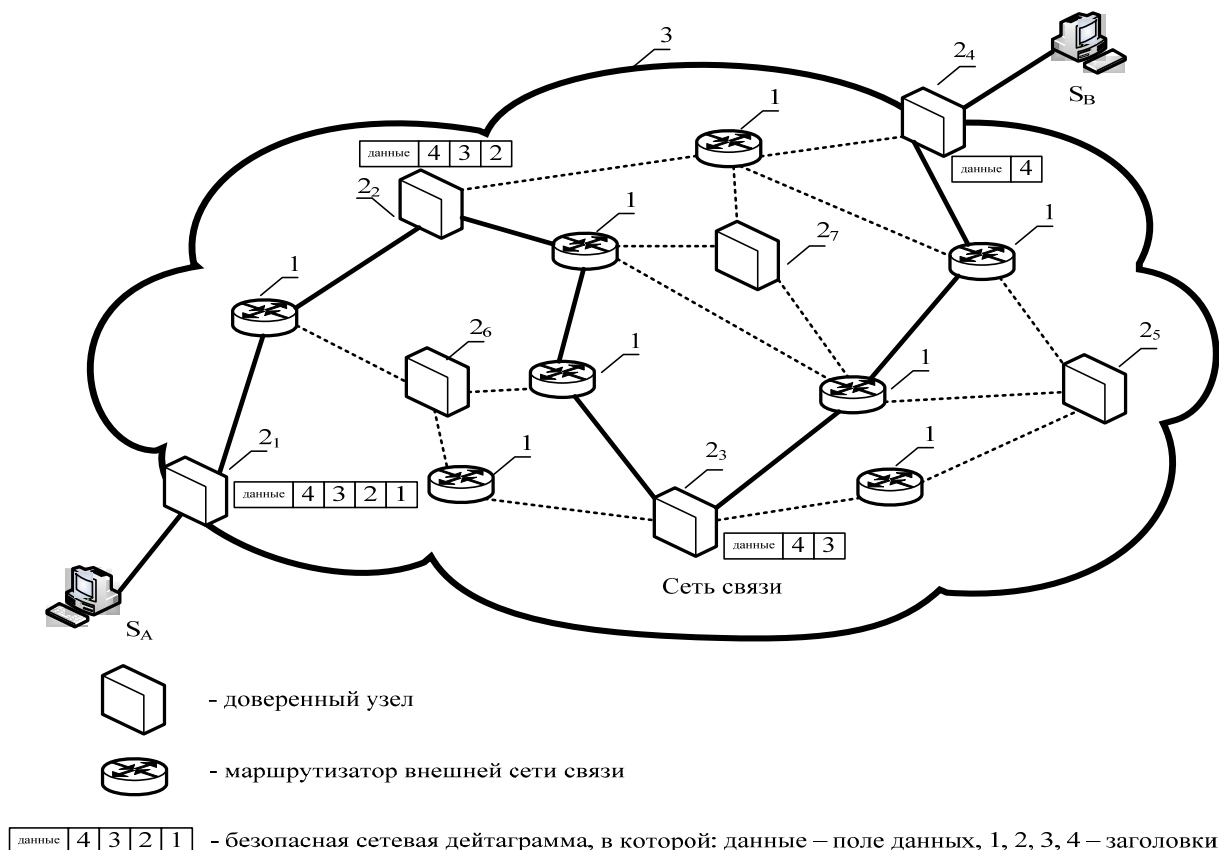 3
2₄
S_B
1
данные 4 3 2
данные 4
2₂
1
1
2₇
1
2₆
1
2₅
1
2₁
1
2₃
1
данные 4 3 2 1
данные 4 3
Сеть связи
S_A
- доверенный узел
- маршрутизатор внешней сети связи
данные 4 3 2 1 - безопасная сетевая дейтаграмма, в которой: данные – поле данных, 1, 2, 3, 4 – заголовки